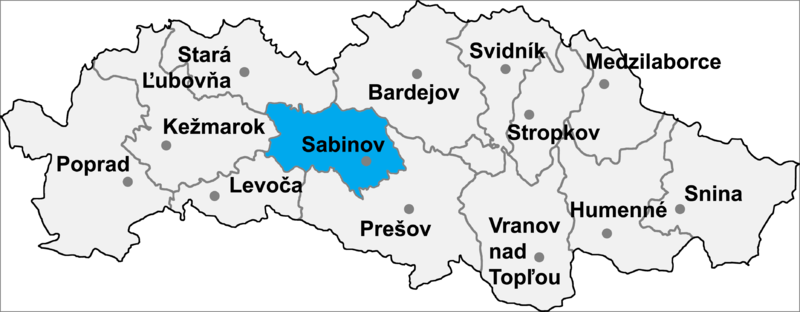 Stará
Ľubovňa
Svidník
Medzilaborce
Bardejov
Kežmarok
Sabinov
Stropkov
Poprad
Levoča
Prešov
Vranov
nad
Topľou
Humenné
Snina